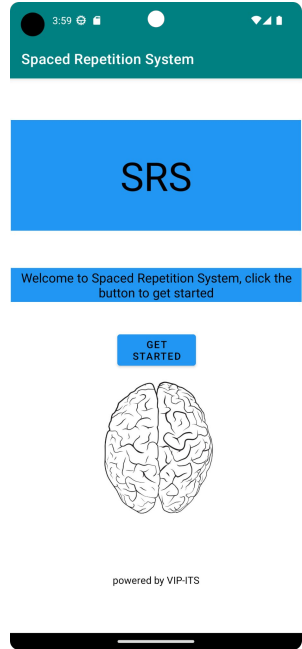 3:59
Spaced Repetition System
SRS
Welcome to Spaced Repetition System, click the
button to get started
GET
STARTED
powered by VIP-ITS